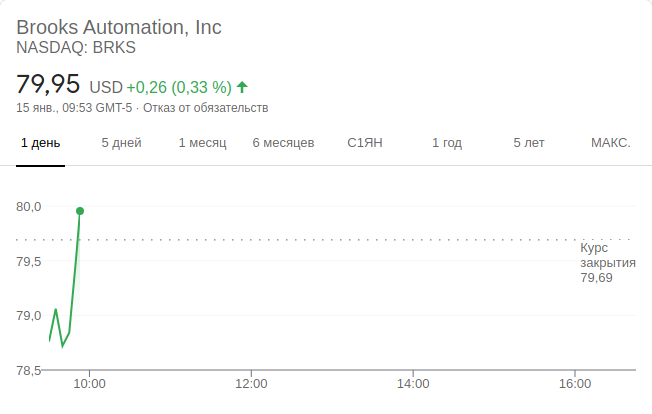 Brooks Automation, Inc
NASDAQ: BRKS
79,95 USD +0,26 (0,33 %)
15 янв., 09:53 GMT-5 · Отказ от обязательств
1 день 5 дней 1 месяц 6 месяцев С1ЯН 1 год 5 лет МАКС.
80,0
Курс
закрытия
79,69
79,5
79,0
78,5
10:00 12:00 14:00 16:00